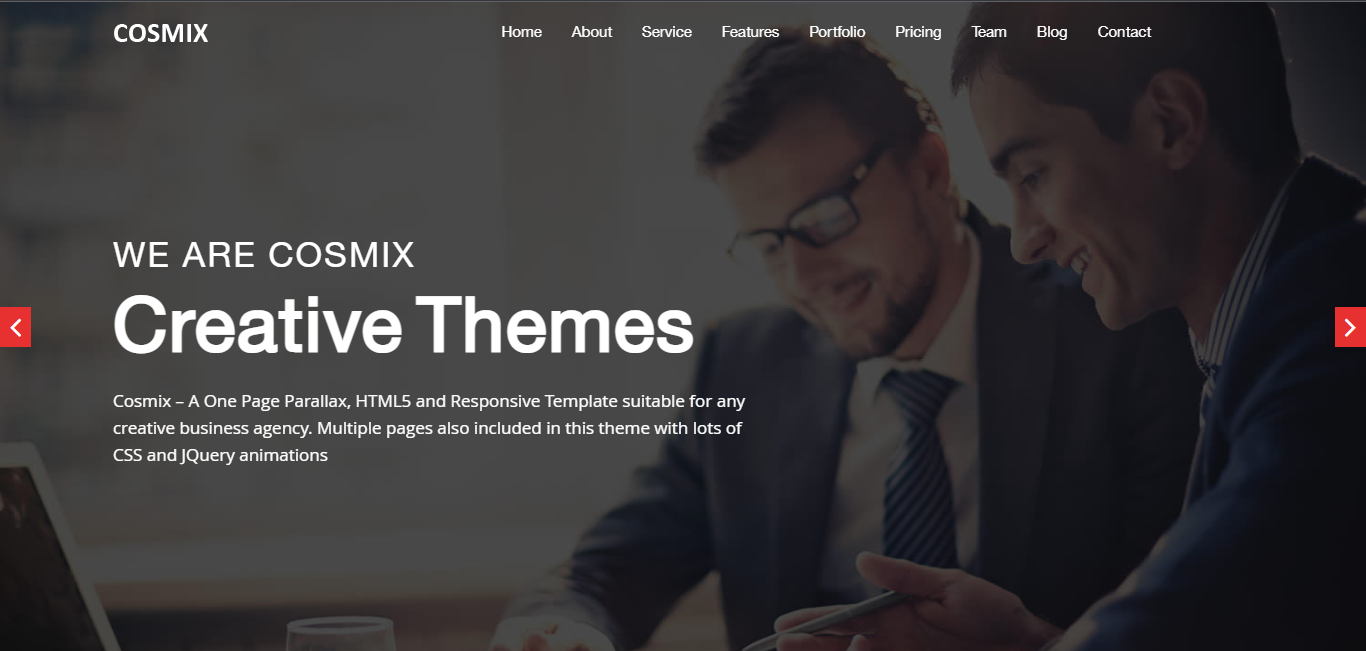 COSMIX
Home About Service Features Portfolio Pricing Team Blog Contact
WE ARE COSMIX
Creative Themes
Cosmix – A One Page Parallax, HTML5 and Responsive Template suitable for any
creative business agency. Multiple pages also included in this theme with lots of
CSS and JQuery animations